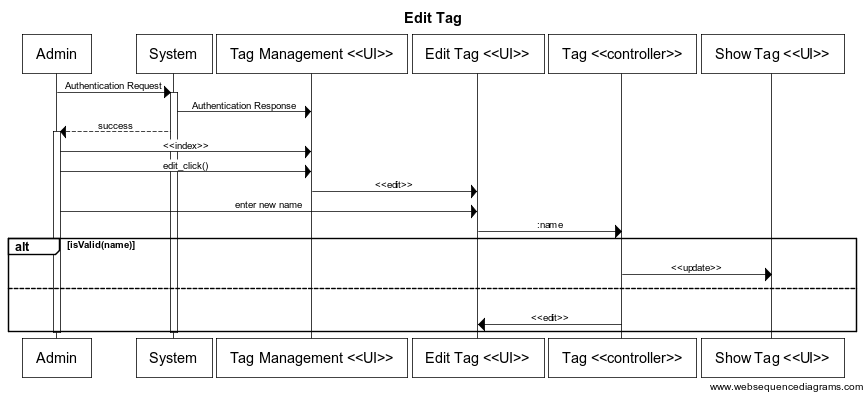 Edit Tag
Admin
System
Tag Management <<UI>>
Edit Tag <<UI>>
Tag <<controller>>
Show Tag <<UI>>
Authentication Request
Authentication Response
success
<<index>>
edit_click()
<<edit>>
enter new name
:name
alt
[isValid(name)]
<<update>>
<<edit>>
Admin
System
Tag Management <<UI>>
Edit Tag <<UI>>
Tag <<controller>>
Show Tag <<UI>>
www.websequencediagrams.com